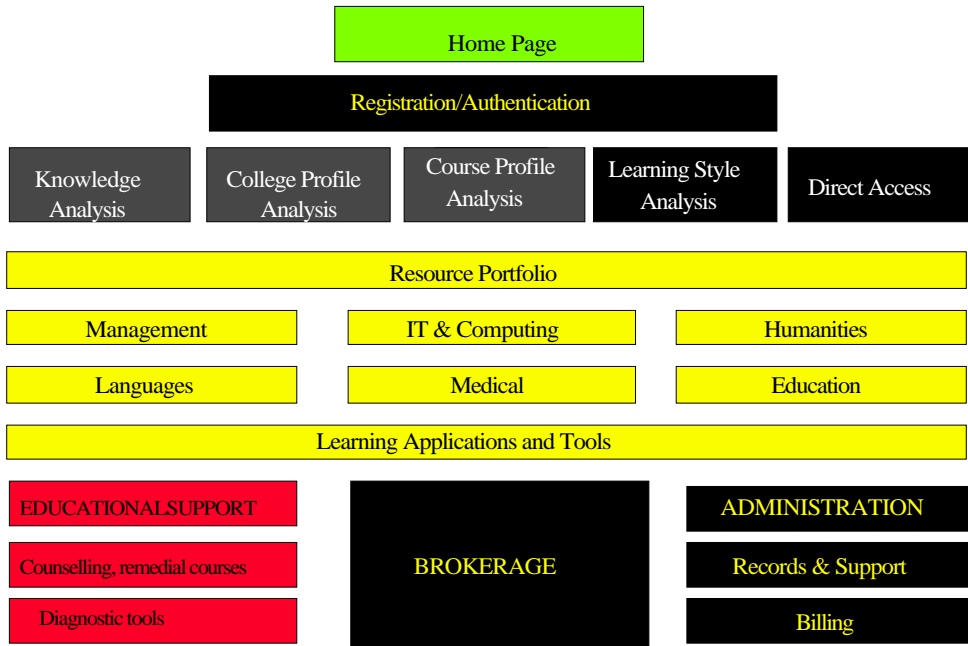 Home Page
Registration/Authentication
Knowledge
Analysis
College Profile
Analysis
Course Profile
Analysis
Learning Style
Analysis
Direct Access
Resource Portfolio
Management
IT & Computing
Humanities
Languages
Medical
Education
Learning Applications and Tools
EDUCATIONALSUPPORT
BROKERAGE
ADMINISTRATION
Counselling, remedial courses
Records & Support
Diagnostic tools
Billing